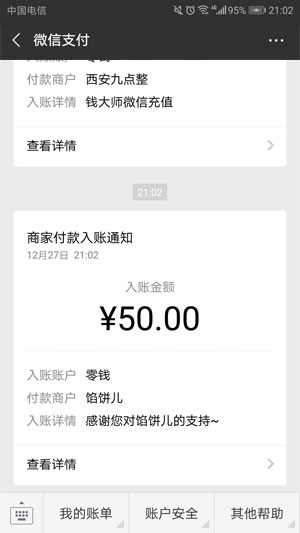 中国电信 95% 21:02
微信支付
付款商户 西安九点整
入账详情 钱大师微信充值
查看详情
21:02
商家付款入账通知
12月27日 21:02
入账金额
¥50.00
入账账户 零钱
付款商户 馅饼儿
入账详情 感谢您对馅饼儿的支持~
查看详情
我的账单 账户安全 其他帮助